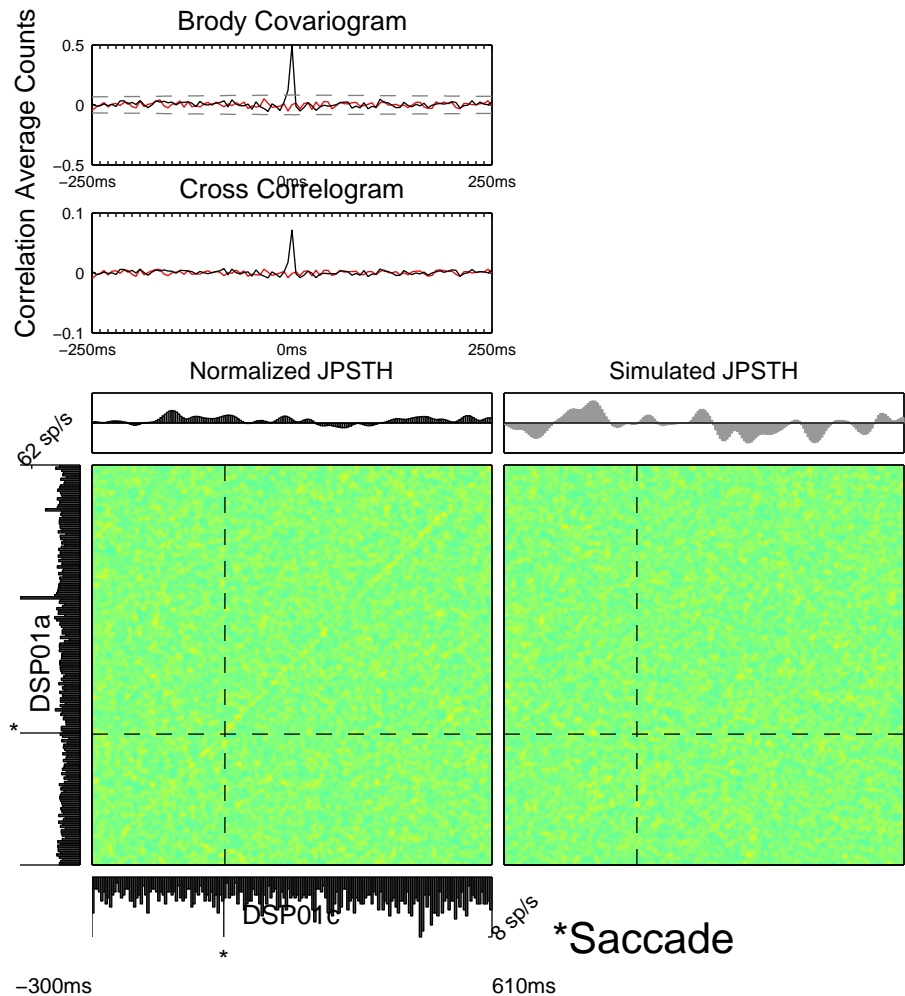 Brody Covariogram
Correlation Average Counts
0.5
0
−0.5
−250ms
0ms
250ms
Cross Correlogram
0.1
0
−0.1
−250ms
0ms
250ms
Normalized JPSTH
Simulated JPSTH
62 sp/s
DSP01a
*
DSP01c
8 sp/s
*
*Saccade
−300ms
610ms